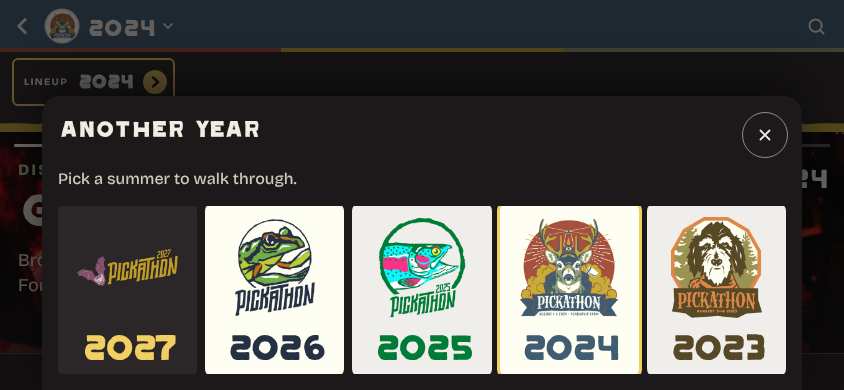 2024
LINEUP 2024
ANOTHER YEAR
Pick a summer to walk through.
2027
PICKATHON
2027
PICKATHON
2026
2025
PICKATHON
2025
PICKATHON
2024
PICKATHON
2023